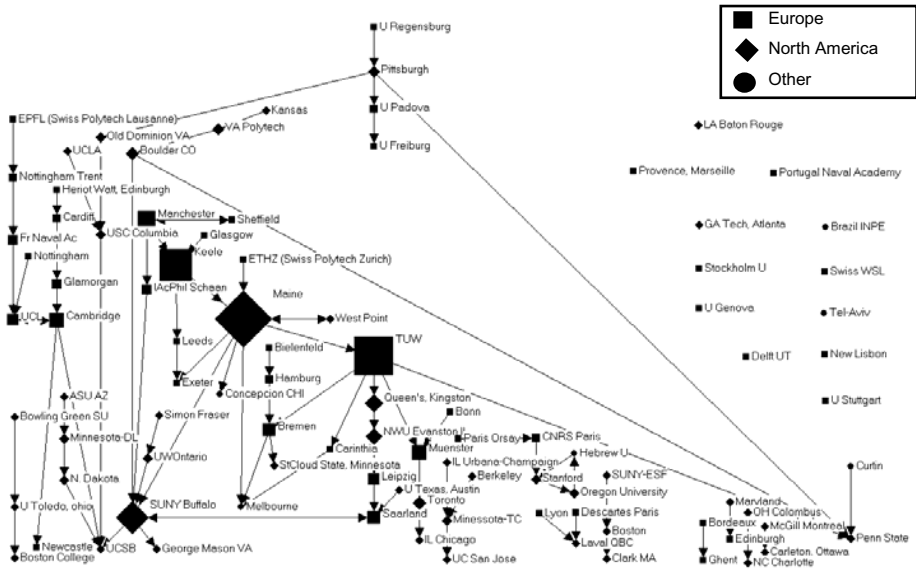 Europe
North America
Other
U Regensburg
Pittsburgh
U Padova
U Freiburg
Kansas
VA Polytech
EPFL (Swiss Polytech Lausanne)
Old Dominion VA
UCLA
Boulder CO
LA Baton Rouge
Provence, Marseille
Portugal Naval Academy
Nottingham Trent
Heriot Watt, Edinburgh
Cardiff
Manchester
Sheffield
USC Columbia
Glasgow
GA Tech, Atlanta
Brazil INPE
Fr Naval Ac
Keele
Nottingham
ETHZ (Swiss Polytech Zurich)
Stockholm U
Swiss WSL
Glamorgan
IAcPhil Schaan
Maine
U Genova
Tel-Aviv
UCL
Cambridge
West Point
TUW
Leeds
Bielenfeld
Delft UT
New Lisbon
Hamburg
Exeter
Concepcion CHI
ASU AZ
Queen's, Kingston
U Stuttgart
Bowling Green SU
Simon Fraser
Bonn
Bremen
NWU Evanston Il
Minnesota-DL
Paris Orsay
CNRS Paris
Carinthia
Muenster
Hebrew U
UWOntario
StCloud State, Minnesota
IL Urbana-Champaign
Curtin
N. Dakota
Leipzig
Berkeley
Stanford
SUNY-ESF
U Texas, Austin
Oregon University
U Toledo, ohio
SUNY Buffalo
Melbourne
Toronto
Maryland
Saarland
Minessota-TC
Lyon
Descartes Paris
OH Columbus
Boston
Bordeaux
McGill Montreal
Newcastle
UCSB
George Mason VA
IL Chicago
Laval QBC
Edinburgh
Penn State
Boston College
Carleton, Ottawa
UC San Jose
Clark MA
Ghent
NC Charlotte